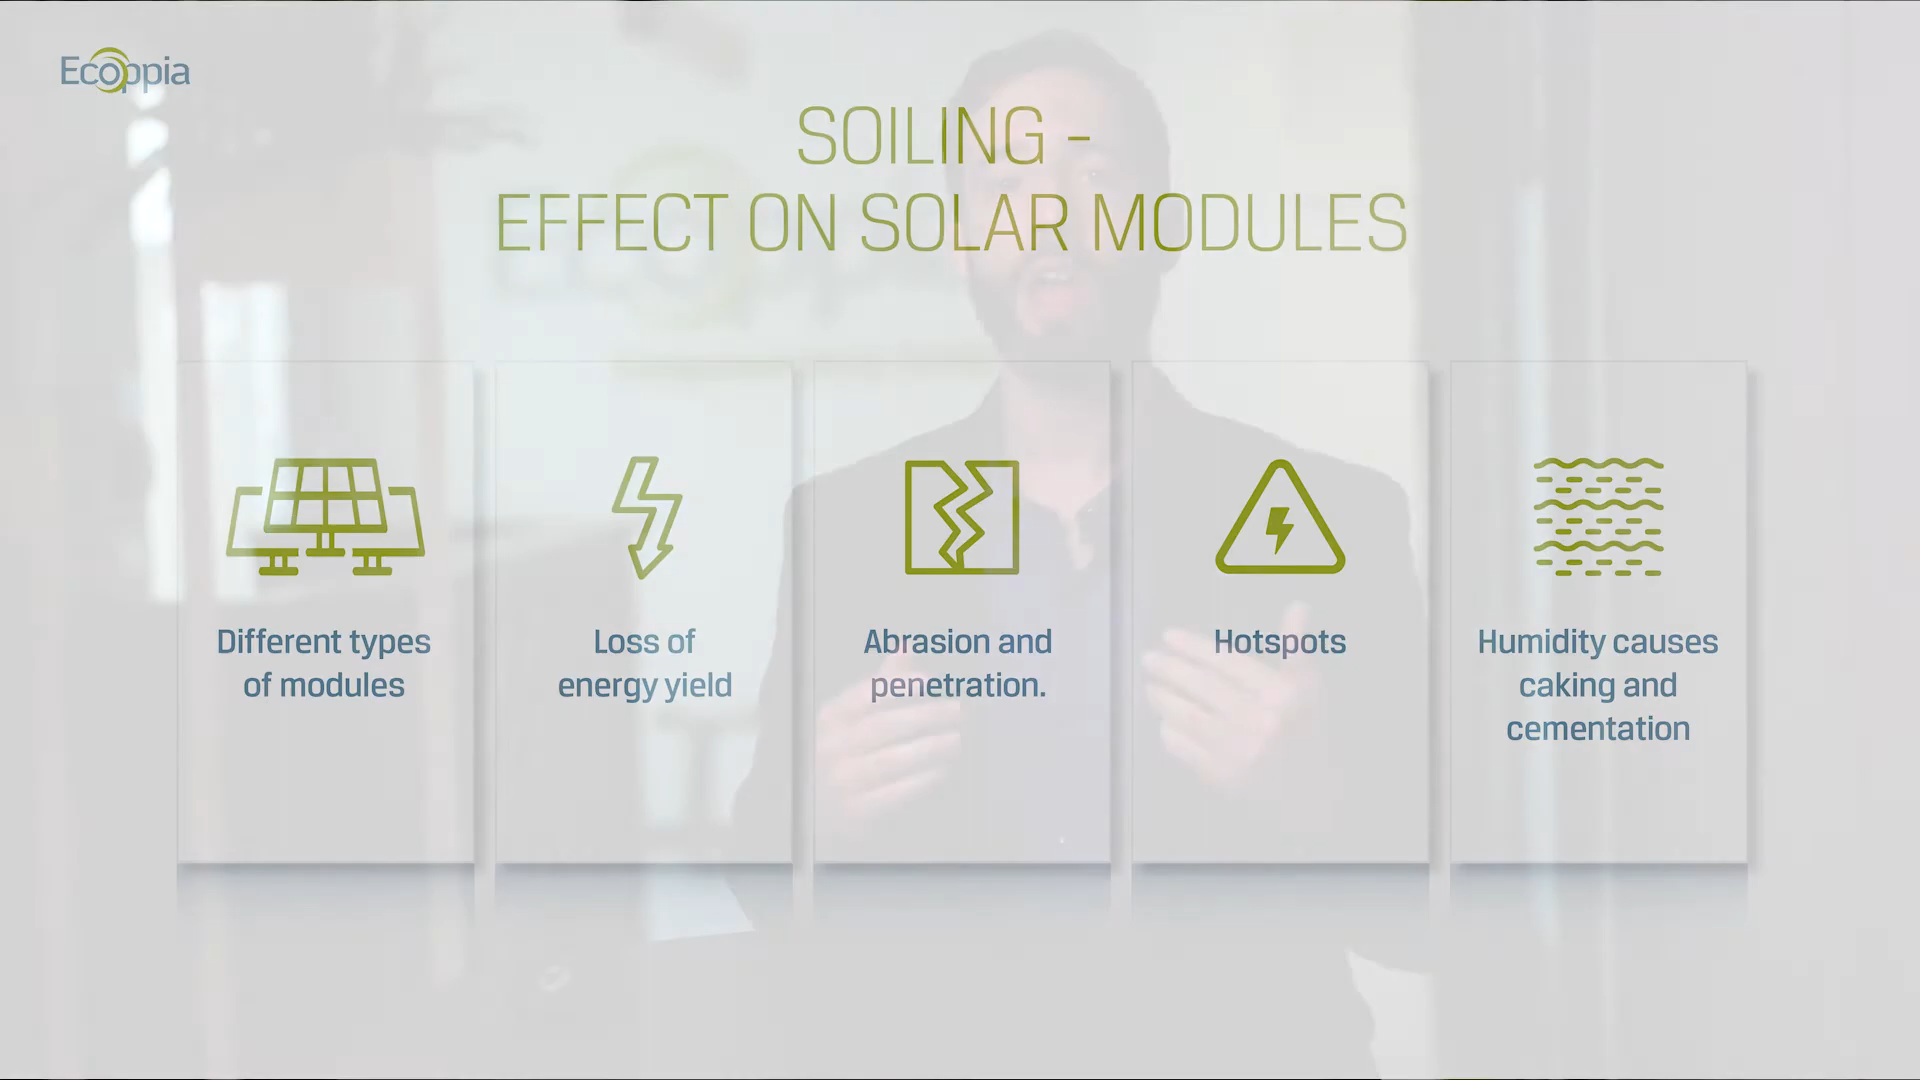 Ecoppia
SOILING –
EFFECT ON SOLAR MODULES
Different types
of modules
Loss of
energy yield
Abrasion and
penetration.
Hotspots
Humidity causes
caking and
cementation